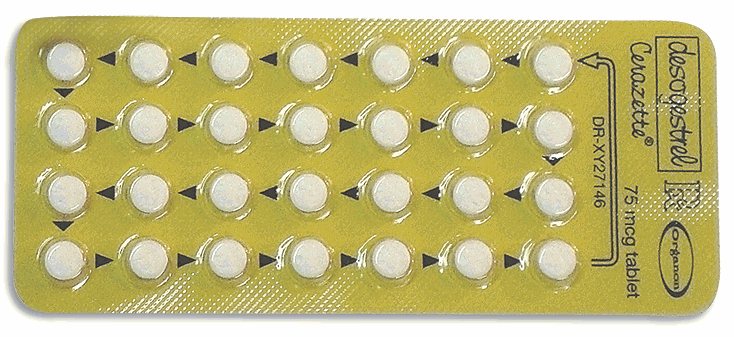 desogestrel
Organon
Cerazette®
75 mcg tablet
DR-XY27146